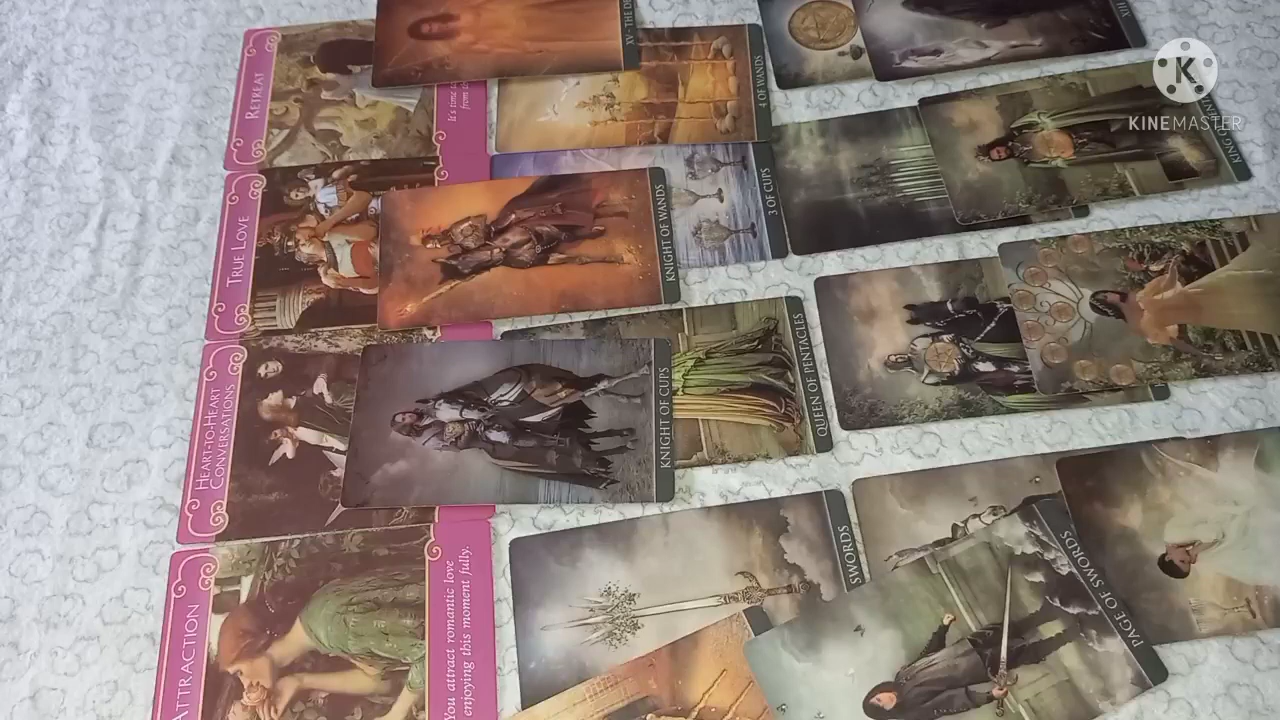 RETREAT
It's time
from
TRUE LOVE
HEART-TO-HEART
CONVERSATIONS
ATTRACTION
You attract romantic love
enjoying this moment fully.
XV - THE
4 OF WANDS
KNIGHT OF WANDS
3 OF CUPS
KNIGHT OF CUPS
QUEEN OF PENTACLES
SWORDS
XIII
KING
PAGE OF SWORDS
K
KINEMASTER